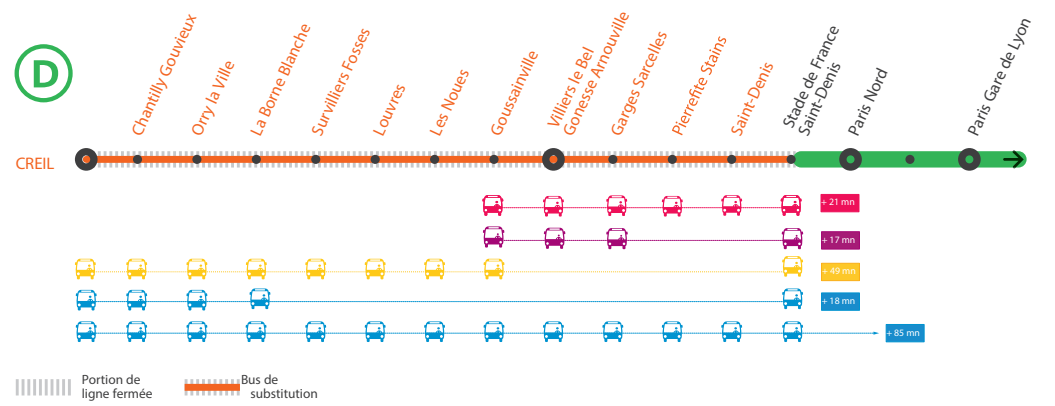 D
CREIL
Chantilly Gouvieux
Orry la Ville
La Borne Blanche
Survilliers Fosses
Louvres
Les Noues
Goussainville
Villiers le Bel
Gonesse Arnouville
Garges Sarcelles
Pierrefite Stains
Saint-Denis
Stade de France
Saint-Denis
Paris Nord
Paris Gare de Lyon
+ 21 mn
+ 17 mn
+ 49 mn
+ 18 mn
+ 85 mn
Portion de
ligne fermée
Bus de
substitution